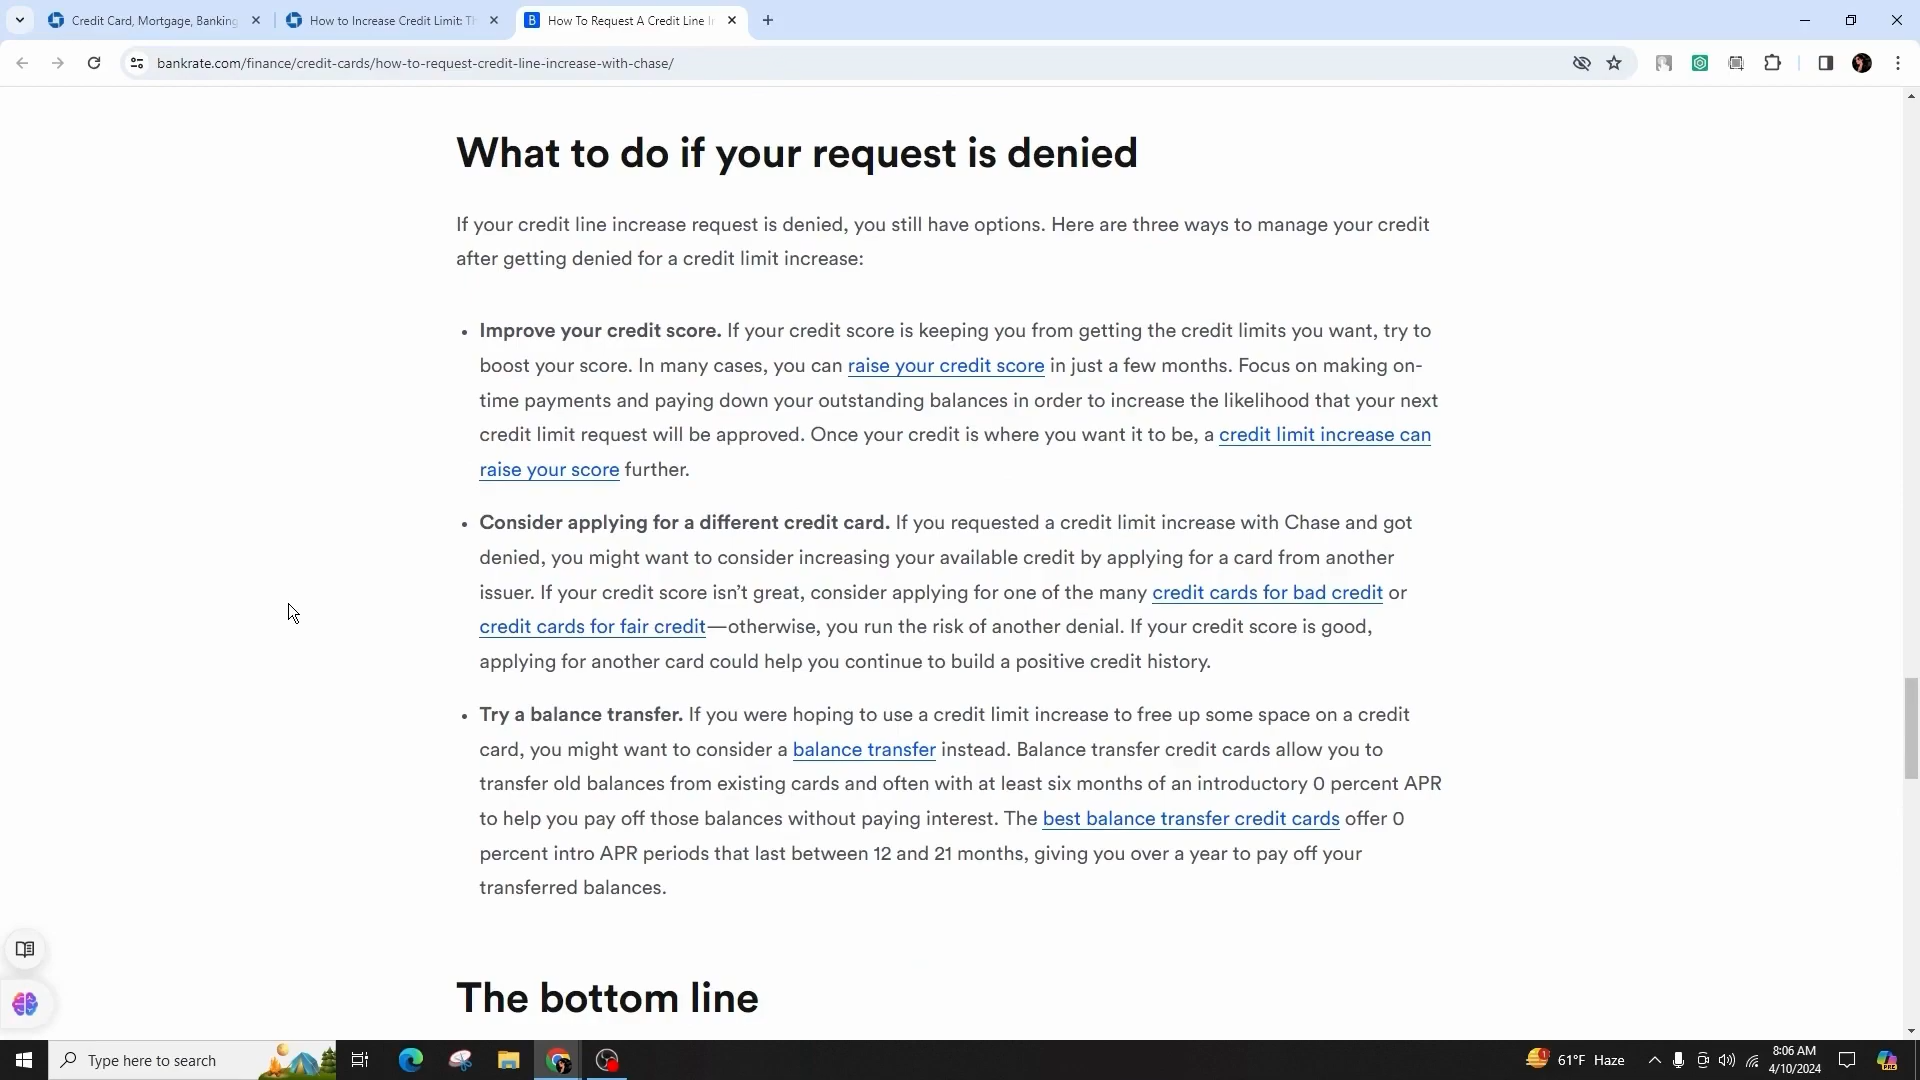 Credit Card, Mortgage, Banking
How to Increase Credit Limit: Th
How To Request A Credit Line In
bankrate.com/finance/credit-cards/how-to-request-credit-line-increase-with-chase/
What to do if your request is denied
If your credit line increase request is denied, you still have options. Here are three ways to manage your credit
after getting denied for a credit limit increase:
• Improve your credit score. If your credit score is keeping you from getting the credit limits you want, try to
boost your score. In many cases, you can raise your credit score in just a few months. Focus on making on-
time payments and paying down your outstanding balances in order to increase the likelihood that your next
credit limit request will be approved. Once your credit is where you want it to be, a credit limit increase can
raise your score further.
• Consider applying for a different credit card. If you requested a credit limit increase with Chase and got
denied, you might want to consider increasing your available credit by applying for a card from another
issuer. If your credit score isn’t great, consider applying for one of the many credit cards for bad credit or
credit cards for fair credit—otherwise, you run the risk of another denial. If your credit score is good,
applying for another card could help you continue to build a positive credit history.
• Try a balance transfer. If you were hoping to use a credit limit increase to free up some space on a credit
card, you might want to consider a balance transfer instead. Balance transfer credit cards allow you to
transfer old balances from existing cards and often with at least six months of an introductory 0 percent APR
to help you pay off those balances without paying interest. The best balance transfer credit cards offer 0
percent intro APR periods that last between 12 and 21 months, giving you over a year to pay off your
transferred balances.
The bottom line
Type here to search
61°F Haze
8:06 AM
4/10/2024